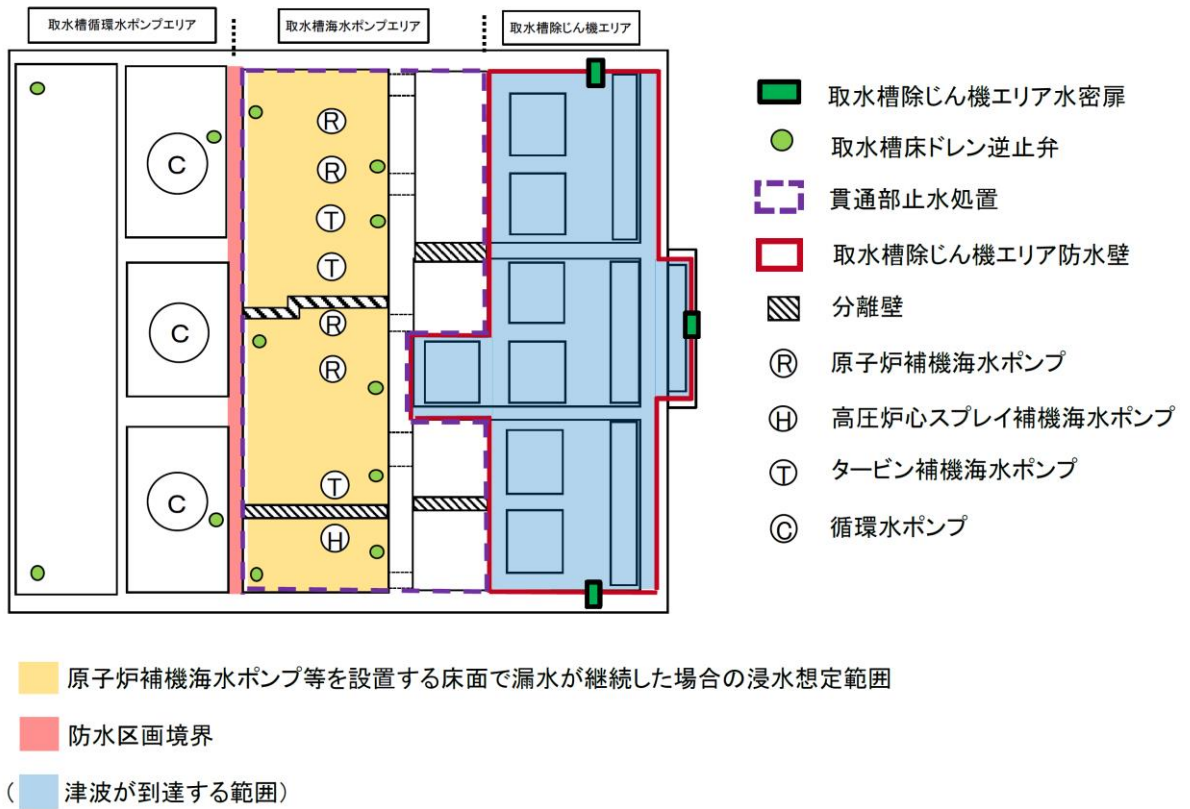 取水槽循環水ポンプエリア
取水槽海水ポンプエリア
取水槽除じん機エリア
C
C
C
R
R
T
T
R
R
T
H
取水槽除じん機エリア水密扉
取水槽床ドレン逆止弁
貫通部止水処置
取水槽除じん機エリア防水壁
分離壁
R 原子炉補機海水ポンプ
H 高圧炉心スプレイ補機海水ポンプ
T タービン補機海水ポンプ
C 循環水ポンプ
原子炉補機海水ポンプ等を設置する床面で漏水が継続した場合の浸水想定範囲
防水区画境界
( 津波が到達する範囲)